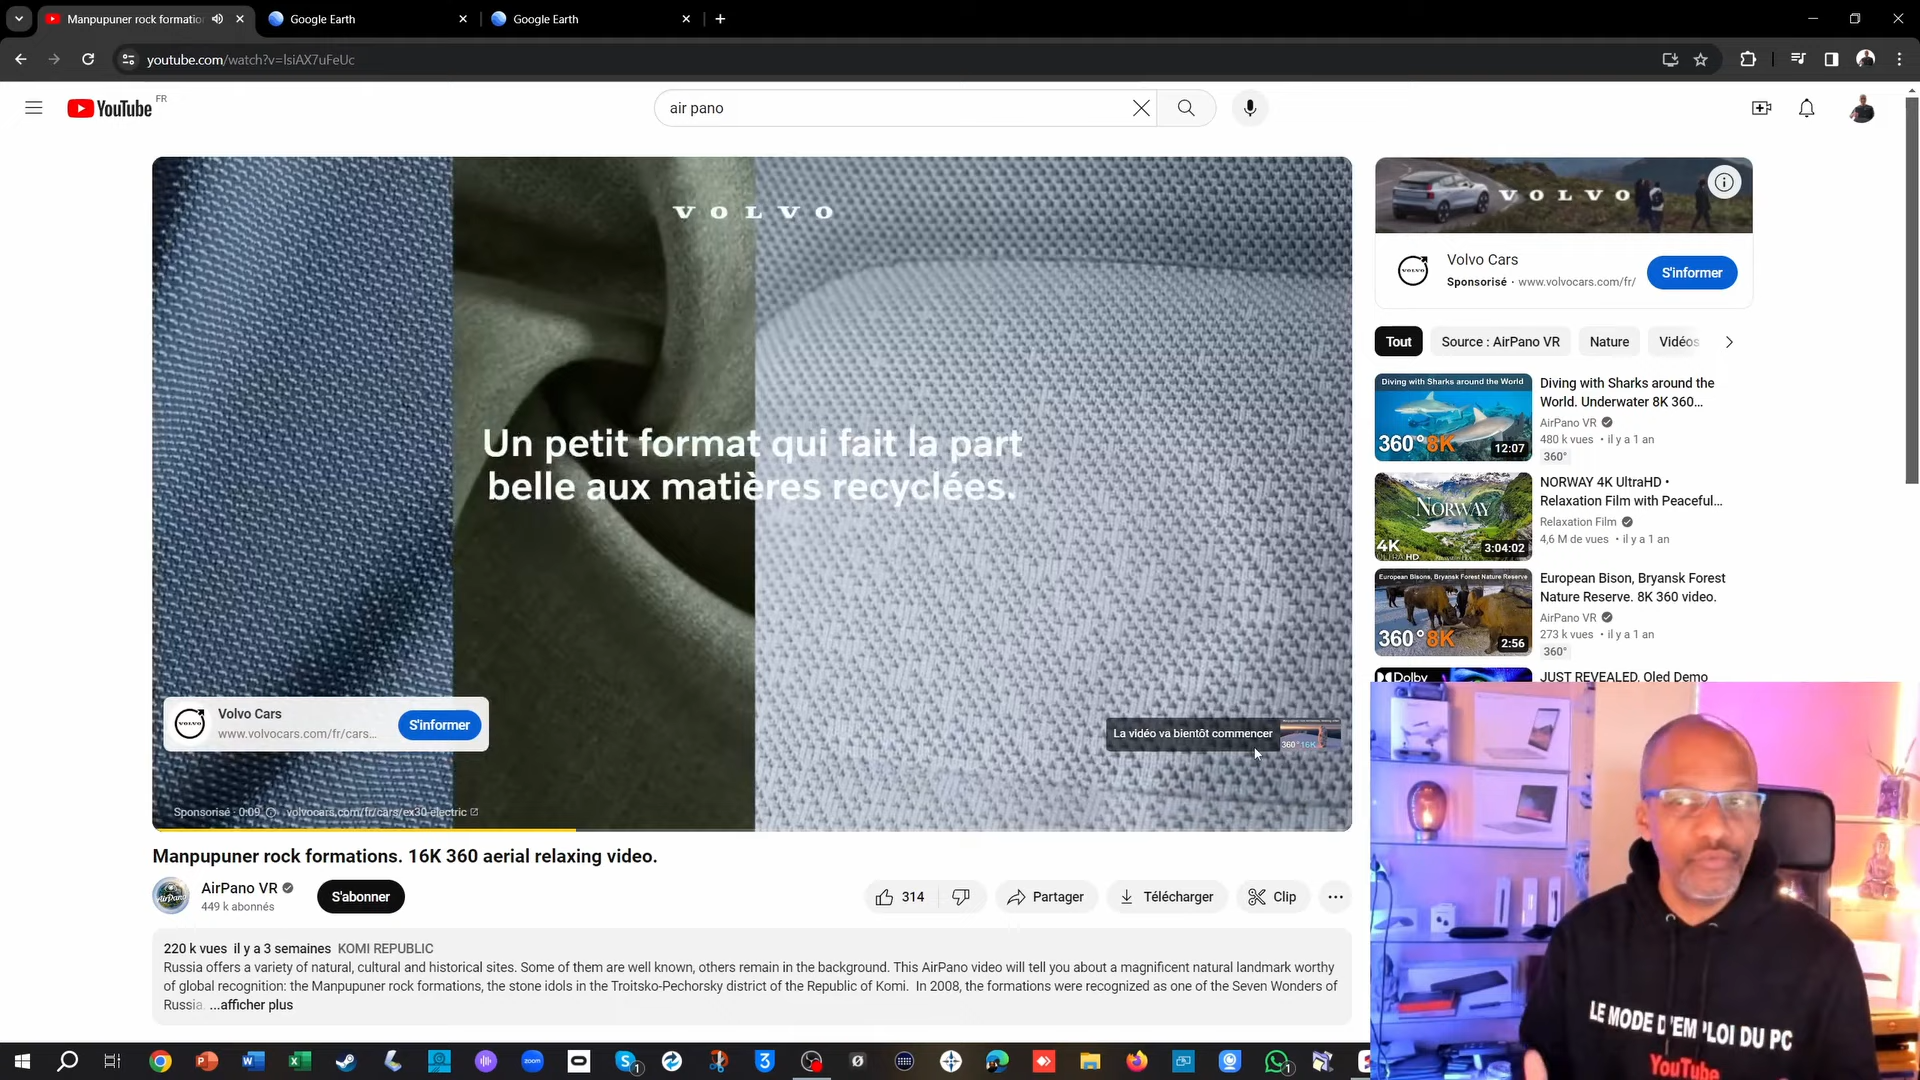 Manpupuner rock formatio
Google Earth
Google Earth
youtube.com/watch?v=lsiAX7uFeUc
YouTube FR
air pano
VOLVO
Un petit format qui fait la part
belle aux matières recyclées.
Volvo Cars
www.volvocars.com/fr/cars...
S'informer
La vidéo va bientôt commencer
360°16K
Sponsorisé · 0:09
volvocars.com/fr/cars/ex30-electric
Manpupuner rock formations. 16K 360 aerial relaxing video.
AirPano VR
449 k abonnés
S'abonner
314
Partager
Télécharger
Clip
220 k vues il y a 3 semaines KOMI REPUBLIC
Russia offers a variety of natural, cultural and historical sites. Some of them are well known, others remain in the background. This AirPano video will tell you about a magnificent natural landmark worthy
of global recognition: the Manpupuner rock formations, the stone idols in the Troitsko-Pechorsky district of the Republic of Komi. In 2008, the formations were recognized as one of the Seven Wonders of
Russia. ...afficher plus
VOLVO
Volvo Cars
Sponsorisé · www.volvocars.com/fr/
S'informer
Tout
Source : AirPano VR
Nature
Vidéos
Diving with Sharks around the World
360°8K
12:07
Diving with Sharks around the
World. Underwater 8K 360...
AirPano VR
480 k vues • il y a 1 an
360°
NORWAY
4K
ULTRA HD
3:04:02
NORWAY 4K UltraHD •
Relaxation Film with Peaceful...
Relaxation Film
4,6 M de vues • il y a 1 an
European Bisons, Bryansk Forest Nature Reserve
360°8K
2:56
European Bison, Bryansk Forest
Nature Reserve. 8K 360 video.
AirPano VR
273 k vues • il y a 1 an
360°
Dolby
JUST REVEALED. Oled Demo
LE MODE D'EMPLOI DU PC
YouTube